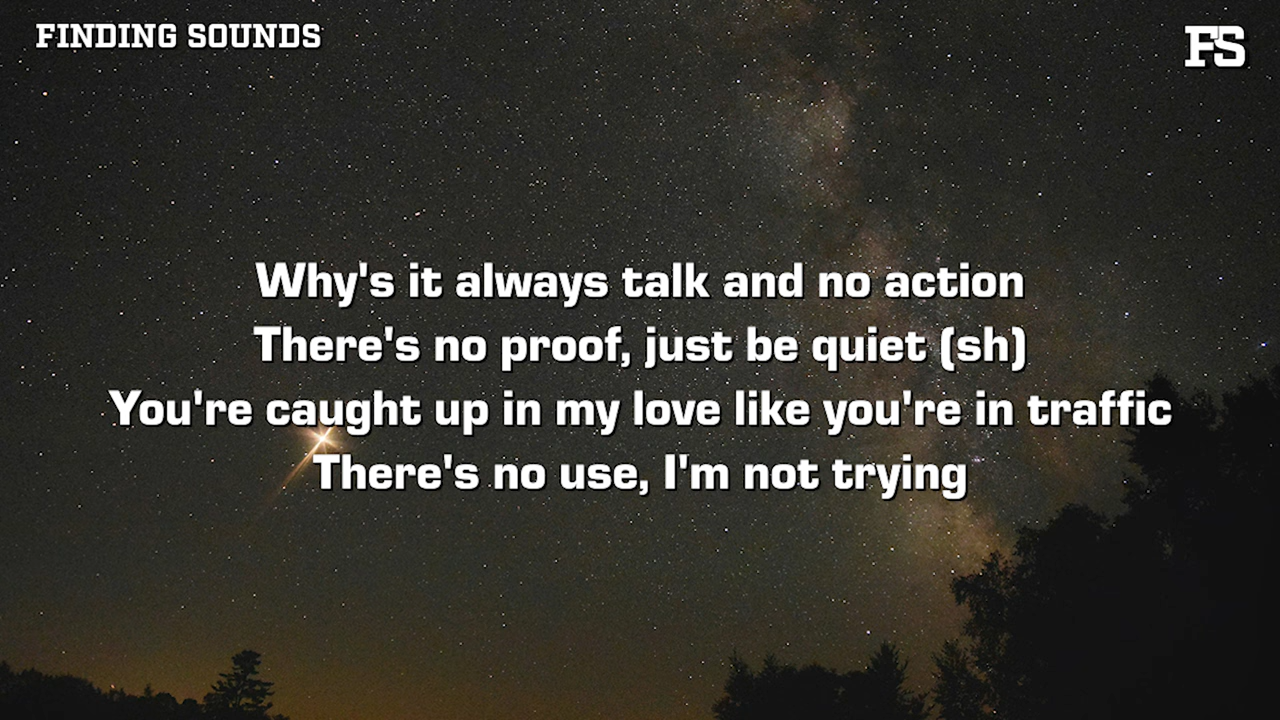 FINDING SOUNDS
FS
Why's it always talk and no action
There's no proof, just be quiet (sh)
You're caught up in my love like you're in traffic
There's no use, I'm not trying